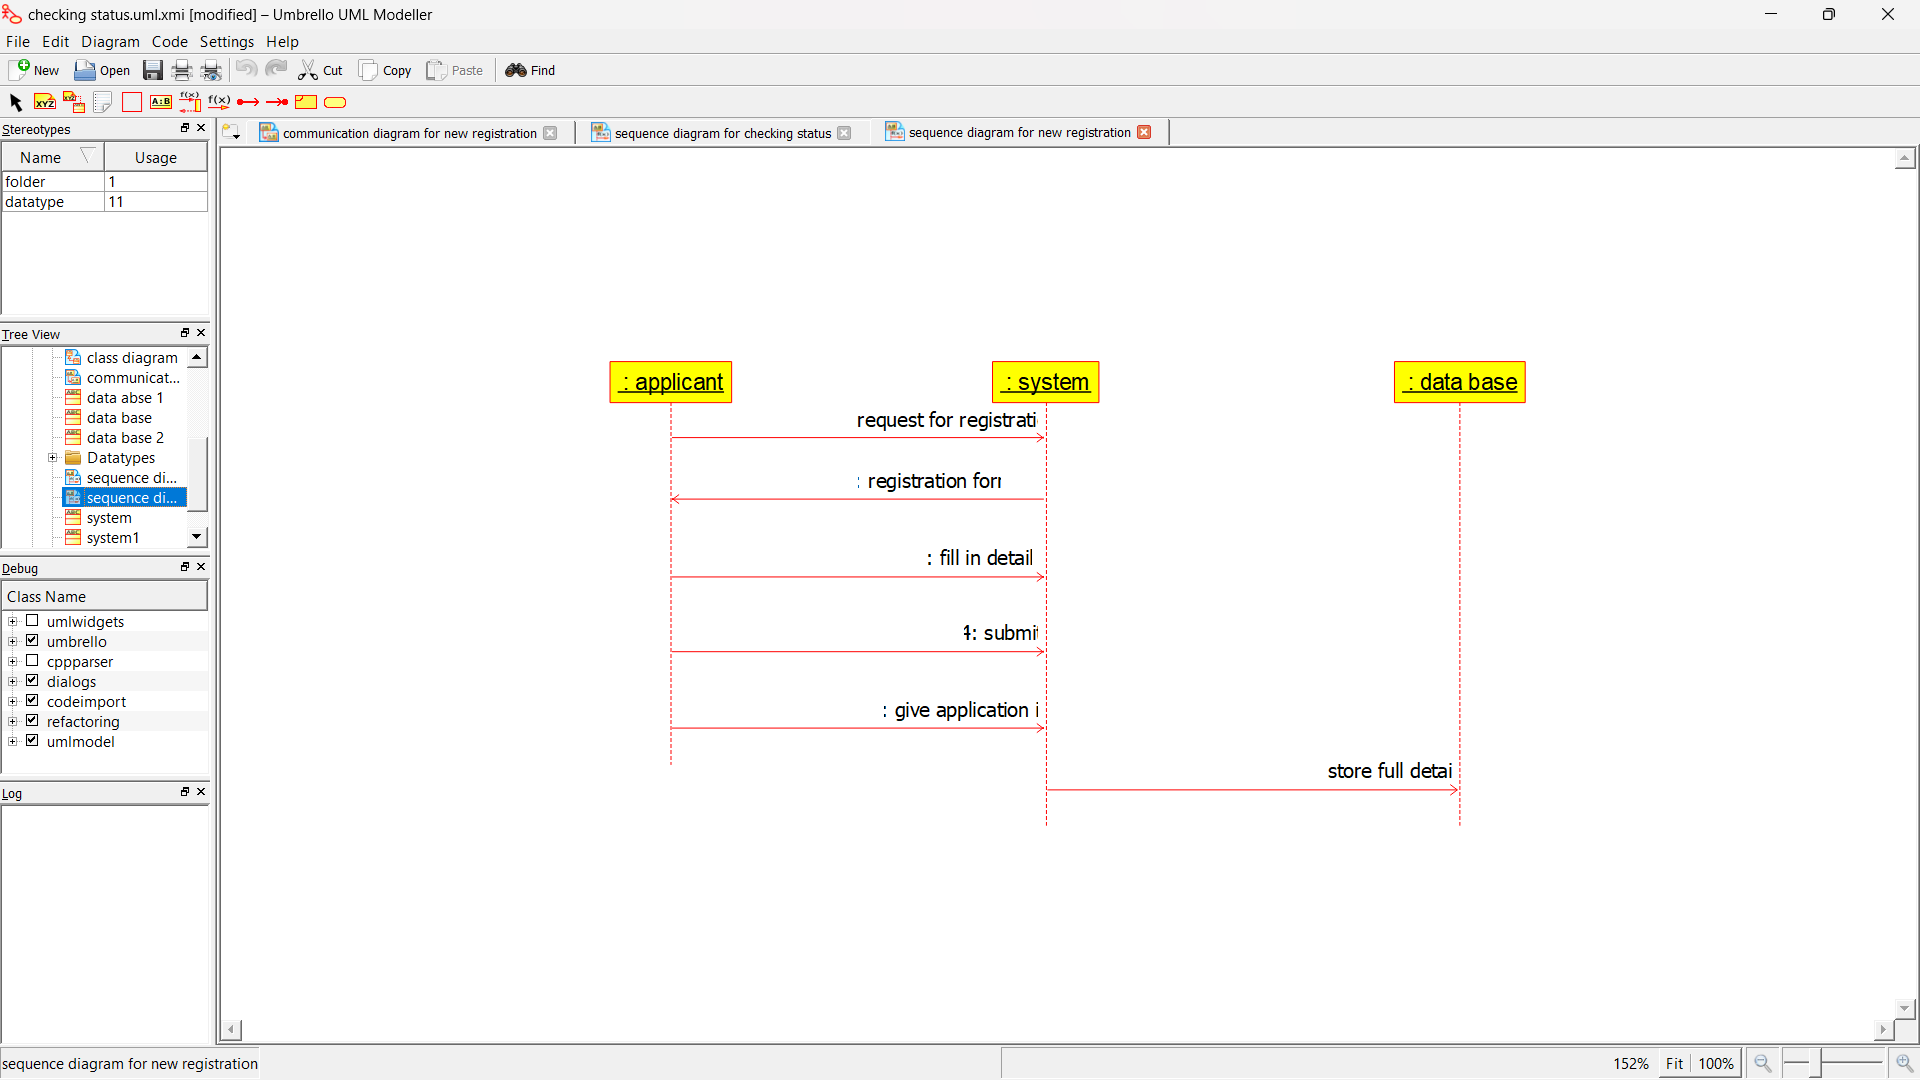 checking status.uml.xmi [modified] – Umbrello UML Modeller
File Edit Diagram Code Settings Help
New Open Cut Copy Paste Find
XYZ XYZ A:B f(x) f(x)
Stereotypes
Name Usage
folder 1
datatype 11
Tree View
class diagram
communicat...
data abse 1
data base
data base 2
Datatypes
sequence di...
sequence di...
system
system1
Debug
Class Name
umlwidgets
umbrello
cppparser
dialogs
codeimport
refactoring
umlmodel
Log
communication diagram for new registration
sequence diagram for checking status
sequence diagram for new registration
: applicant
: system
: data base
request for registrati
: registration forr
: fill in detail
4: submit
: give application i
store full detai
sequence diagram for new registration
152% Fit 100%